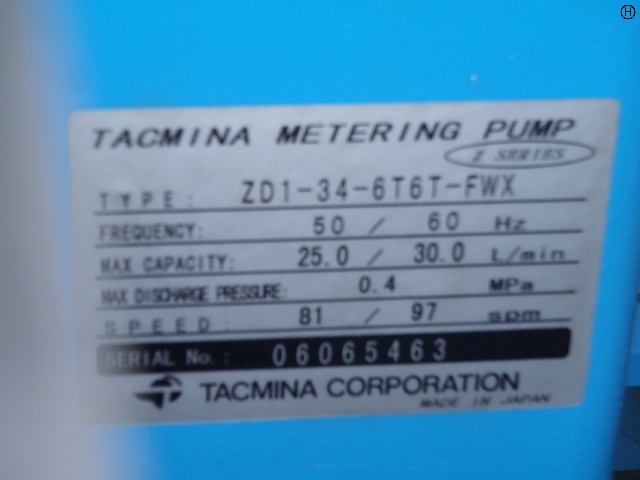 H
TACMINA METERING PUMP
Z SERIES
TYPE: ZD1-34-6T6T-FWX
FREQUENCY: 50 / 60 Hz
MAX CAPACITY: 25.0 / 30.0 L/min
MAX DISCHARGE PRESSURE: 0.4 MPa
SPEED: 81 / 97 spm
SERIAL No.: 06065463
TACMINA CORPORATION
MADE IN JAPAN